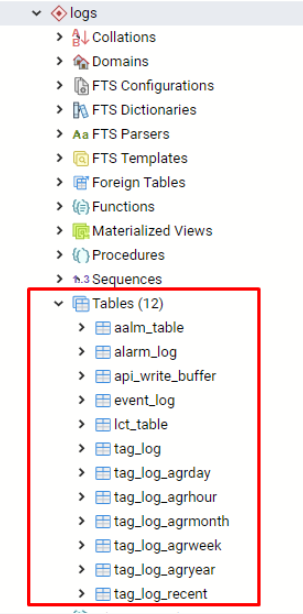 logs
Collations
Domains
FTS Configurations
FTS Dictionaries
Aa FTS Parsers
FTS Templates
Foreign Tables
Functions
Materialized Views
Procedures
1..3 Sequences
Tables (12)
aalm_table
alarm_log
api_write_buffer
event_log
lct_table
tag_log
tag_log_agrday
tag_log_agrhour
tag_log_agrmonth
tag_log_agrweek
tag_log_agryear
tag_log_recent